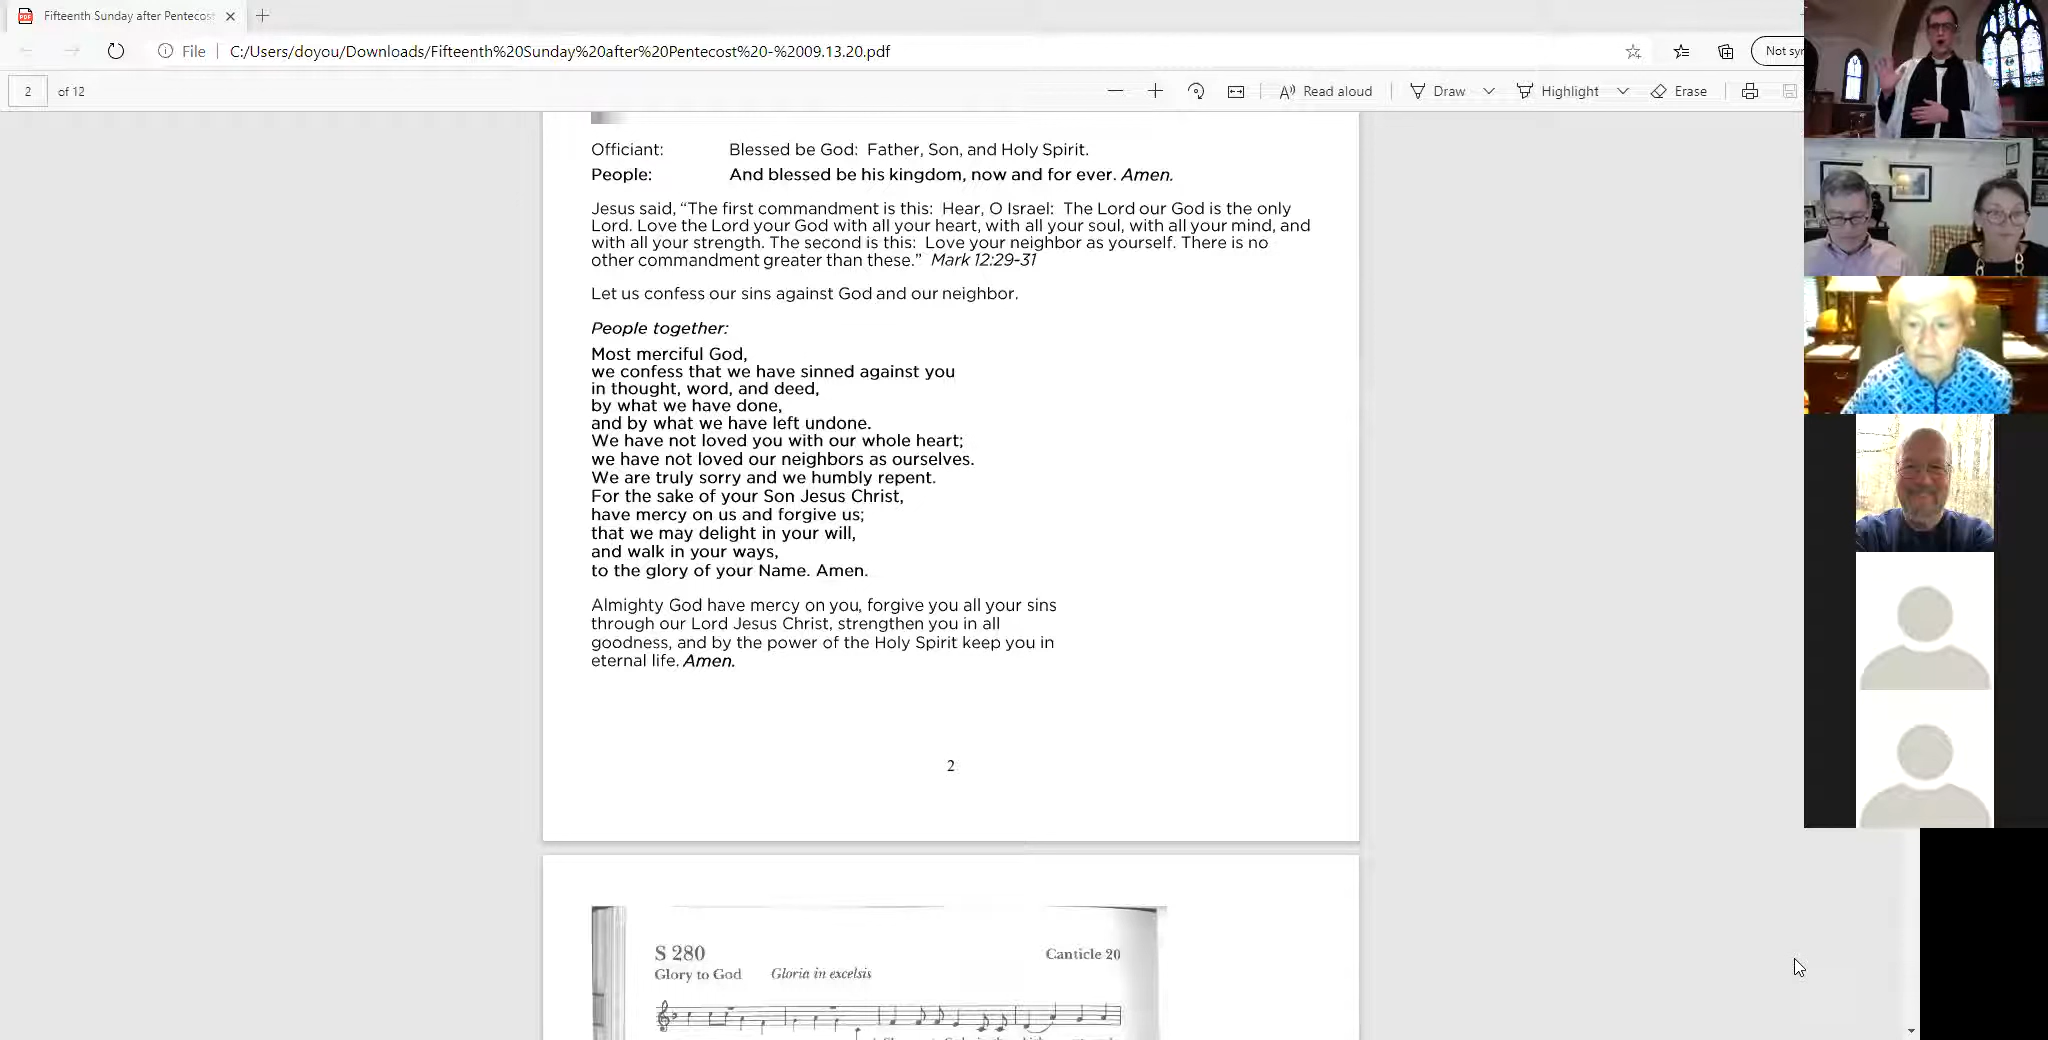 Fifteenth Sunday after Pentecost
File C:/Users/doyou/Downloads/Fifteenth%20Sunday%20after%20Pentecost%20-%2009.13.20.pdf
Not syn
2 of 12
Read aloud Draw Highlight Erase
Officiant: Blessed be God: Father, Son, and Holy Spirit.
People: And blessed be his kingdom, now and for ever. Amen.
Jesus said, “The first commandment is this: Hear, O Israel: The Lord our God is the only
Lord. Love the Lord your God with all your heart, with all your soul, with all your mind, and
with all your strength. The second is this: Love your neighbor as yourself. There is no
other commandment greater than these.” Mark 12:29-31
Let us confess our sins against God and our neighbor.
People together:
Most merciful God,
we confess that we have sinned against you
in thought, word, and deed,
by what we have done,
and by what we have left undone.
We have not loved you with our whole heart;
we have not loved our neighbors as ourselves.
We are truly sorry and we humbly repent.
For the sake of your Son Jesus Christ,
have mercy on us and forgive us;
that we may delight in your will,
and walk in your ways,
to the glory of your Name. Amen.
Almighty God have mercy on you, forgive you all your sins
through our Lord Jesus Christ, strengthen you in all
goodness, and by the power of the Holy Spirit keep you in
eternal life. Amen.
2
S 280 Canticle 20
Glory to God Gloria in excelsis